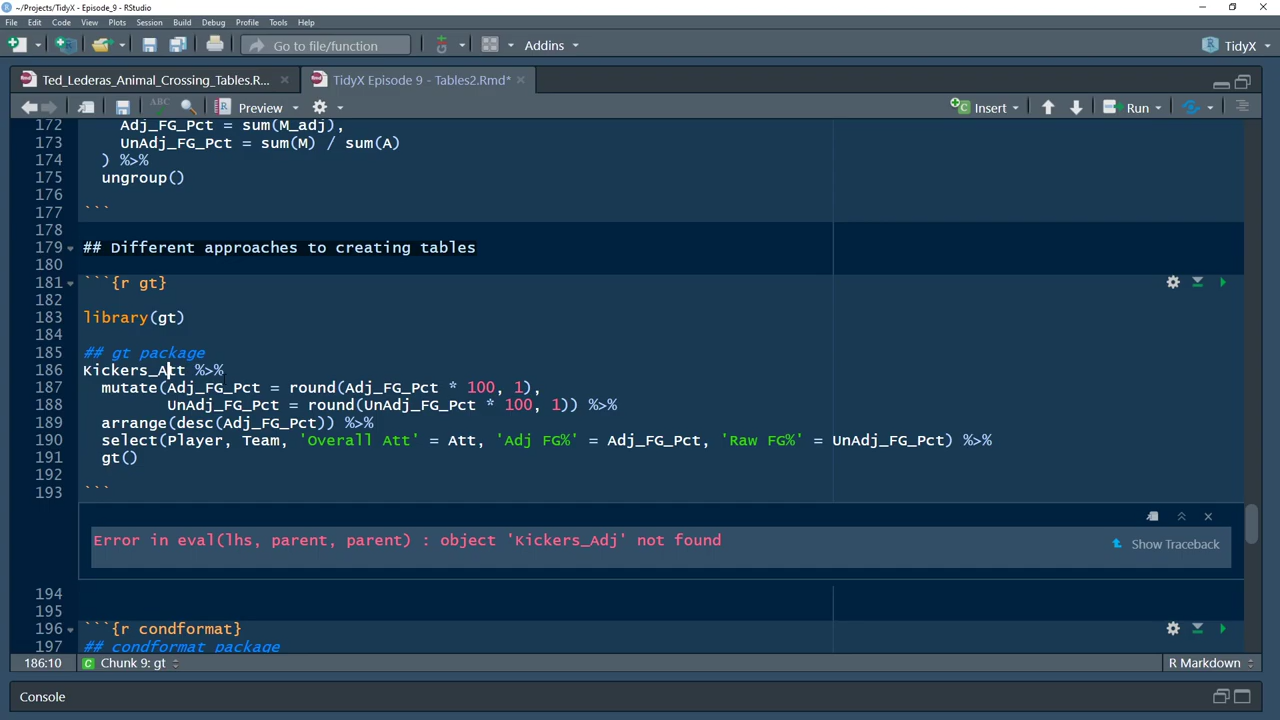 ~/Projects/TidyX - Episode_9 - RStudio
File Edit Code View Plots Session Build Debug Profile Tools Help
Go to file/function Addins TidyX
Ted_Lederas_Animal_Crossing_Tables.R... TidyX Episode 9 - Tables2.Rmd*
ABC Preview Insert Run
172 Adj_FG_Pct = sum(M_adj),
173 UnAdj_FG_Pct = sum(M) / sum(A)
174 ) %>%
175 ungroup()
176
177 ```
178
179 ## Different approaches to creating tables
180
181 ```{r gt}
182
183 library(gt)
184
185 ## gt package
186 Kickers_Att %>%
187 mutate(Adj_FG_Pct = round(Adj_FG_Pct * 100, 1),
188 UnAdj_FG_Pct = round(UnAdj_FG_Pct * 100, 1)) %>%
189 arrange(desc(Adj_FG_Pct)) %>%
190 select(Player, Team, 'Overall Att' = Att, 'Adj FG%' = Adj_FG_Pct, 'Raw FG%' = UnAdj_FG_Pct) %>%
191 gt()
192
193 ```
Error in eval(lhs, parent, parent) : object 'Kickers_Adj' not found
Show Traceback
194
195
196 ```{r condformat}
197 ## condformat package
186:10 Chunk 9: gt R Markdown
Console